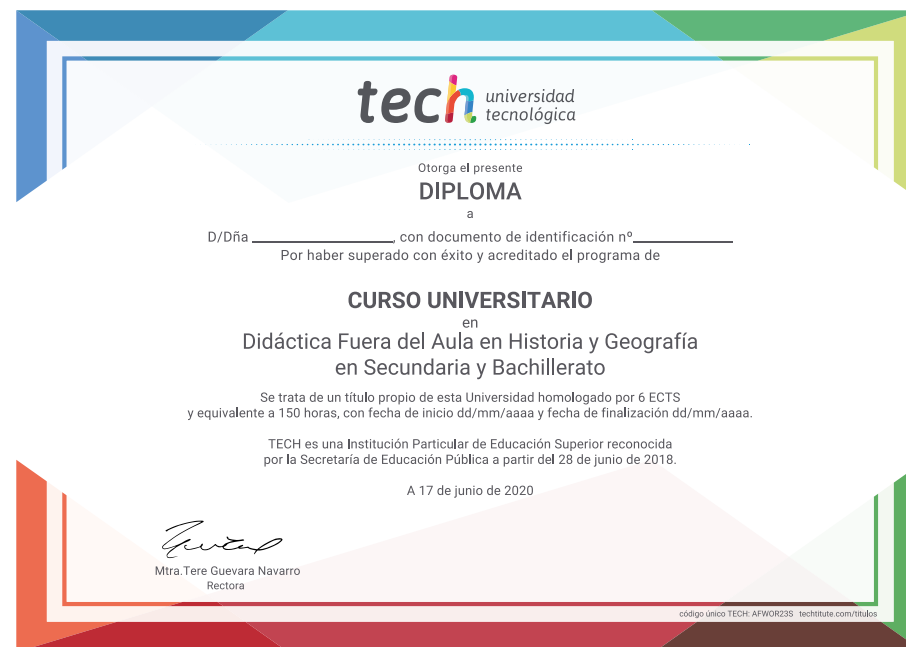 tech universidad
tecnológica
Otorga el presente
DIPLOMA
a
D/Dña ____________________, con documento de identificación nº______________
Por haber superado con éxito y acreditado el programa de
CURSO UNIVERSITARIO
en
Didáctica Fuera del Aula en Historia y Geografía
en Secundaria y Bachillerato
Se trata de un título propio de esta Universidad homologado por 6 ECTS
y equivalente a 150 horas, con fecha de inicio dd/mm/aaaa y fecha de finalización dd/mm/aaaa.
TECH es una Institución Particular de Educación Superior reconocida
por la Secretaría de Educación Pública a partir del 28 de junio de 2018.
A 17 de junio de 2020
Mtra.Tere Guevara Navarro
Rectora
código único TECH: AFWOR23S techtitute.com/titulos